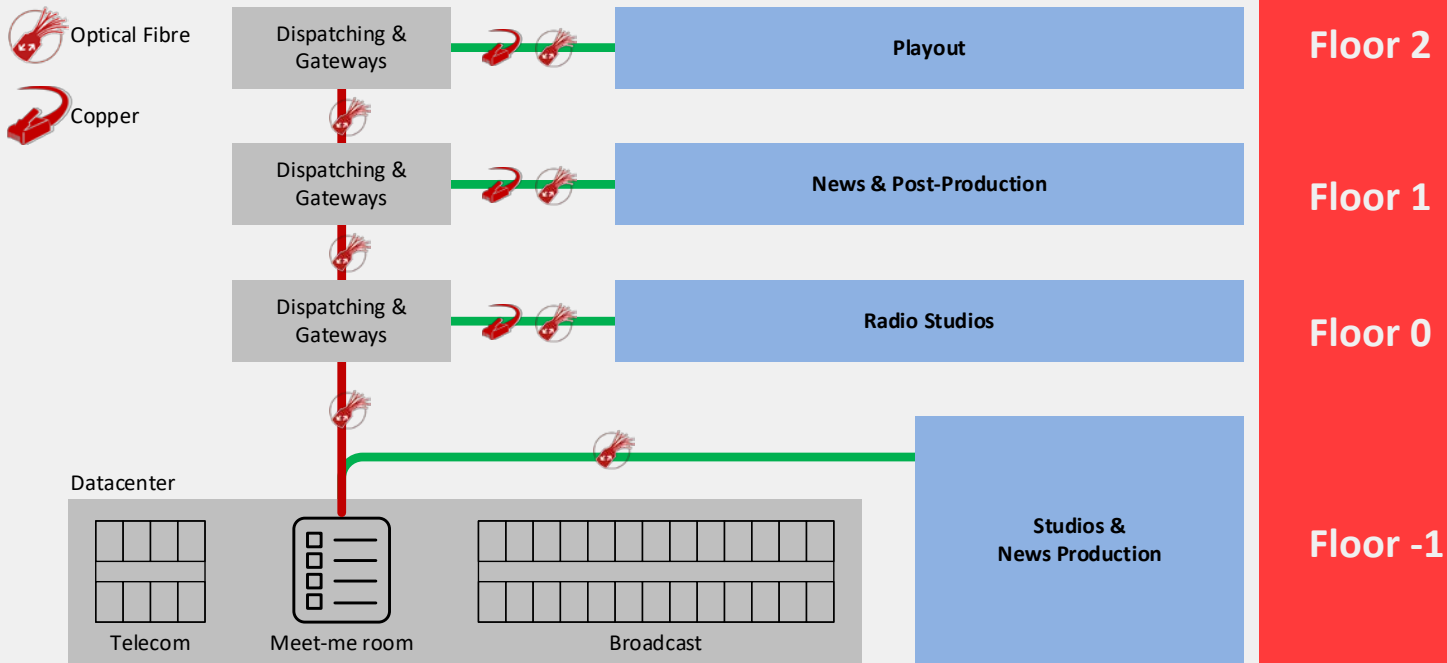 Optical Fibre
Copper
Dispatching &
Gateways
Playout
Floor 2
Dispatching &
Gateways
News & Post-Production
Floor 1
Dispatching &
Gateways
Radio Studios
Floor 0
Datacenter
Studios &
News Production
Floor -1
Telecom
Meet-me room
Broadcast